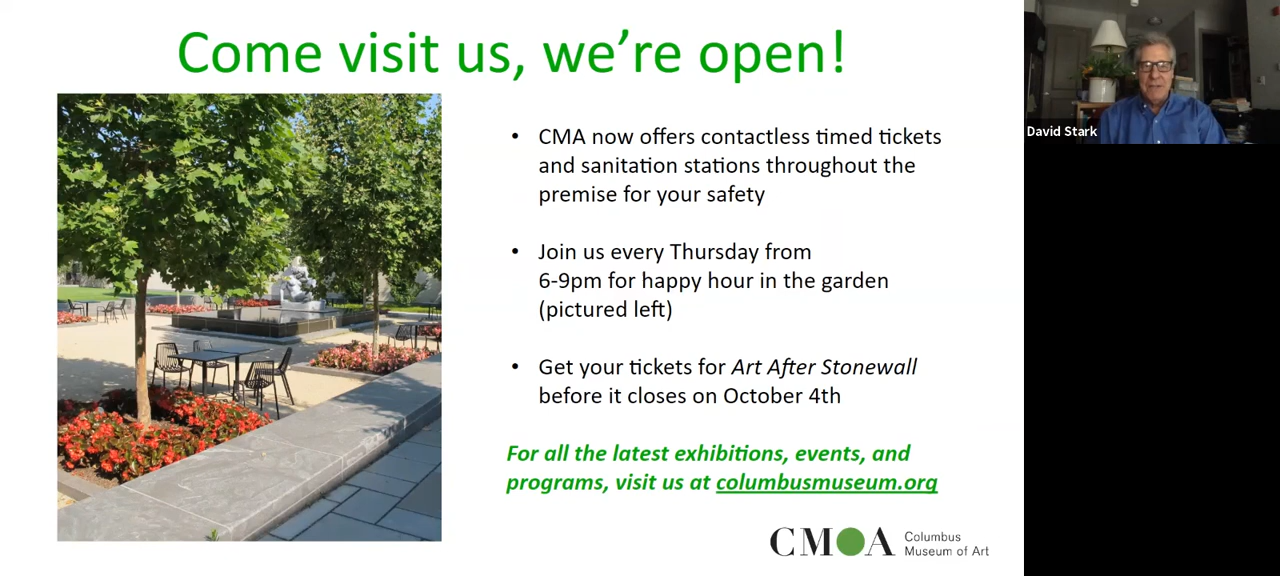 Come visit us, we're open!
• CMA now offers contactless timed tickets
and sanitation stations throughout the
premise for your safety
• Join us every Thursday from
6-9pm for happy hour in the garden
(pictured left)
• Get your tickets for Art After Stonewall
before it closes on October 4th
For all the latest exhibitions, events, and
programs, visit us at columbusmuseum.org
CMOA
Columbus
Museum of Art
David Stark